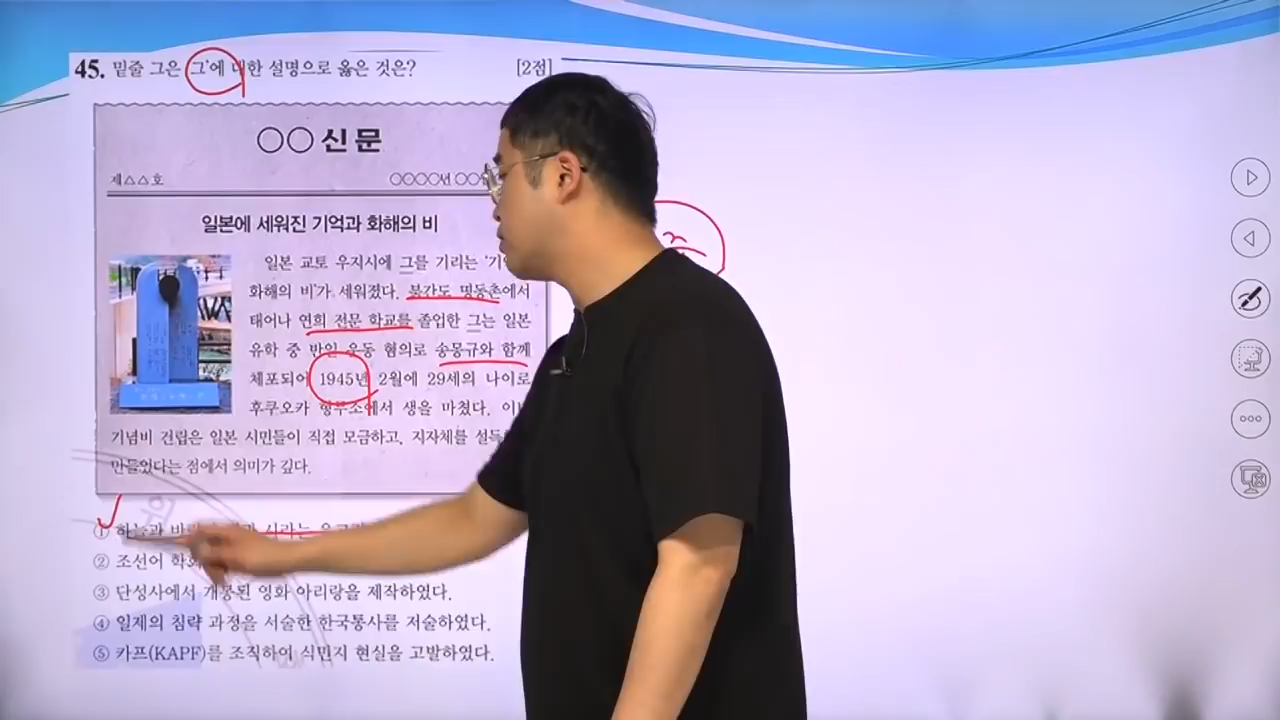 45. 밑줄 그은 '그'에 대한 설명으로 옳은 것은? [2점]
○○신문
제△△호 ○○○○년 ○○
일본에 세워진 기억과 화해의 비
일본 교토 우지시에 그를 기리는
화해의 비'가 세워졌다. 북간도 명동촌에서
태어나 연희 전문 학교를 졸업한 그는 일본
유학 중 반일 운동 혐의로 송몽규와 함께
체포되어 1945년 2월에 29세의 나이로
후쿠오카 형무소에서 생을 마쳤다.
기념비 건립은 일본 시민들이 직접 모금하고, 지자체를
만들었다는 점에서 의미가 깊다.
① 하늘과 시라는
② 조선어
③ 단성사에서 개봉된 영화 아리랑을 제작하였다.
④ 일제의 침략 과정을 서술한 한국통사를 저술하였다.
⑤ 카프(KAPF)를 조직하여 식민지 현실을 고발하였다.